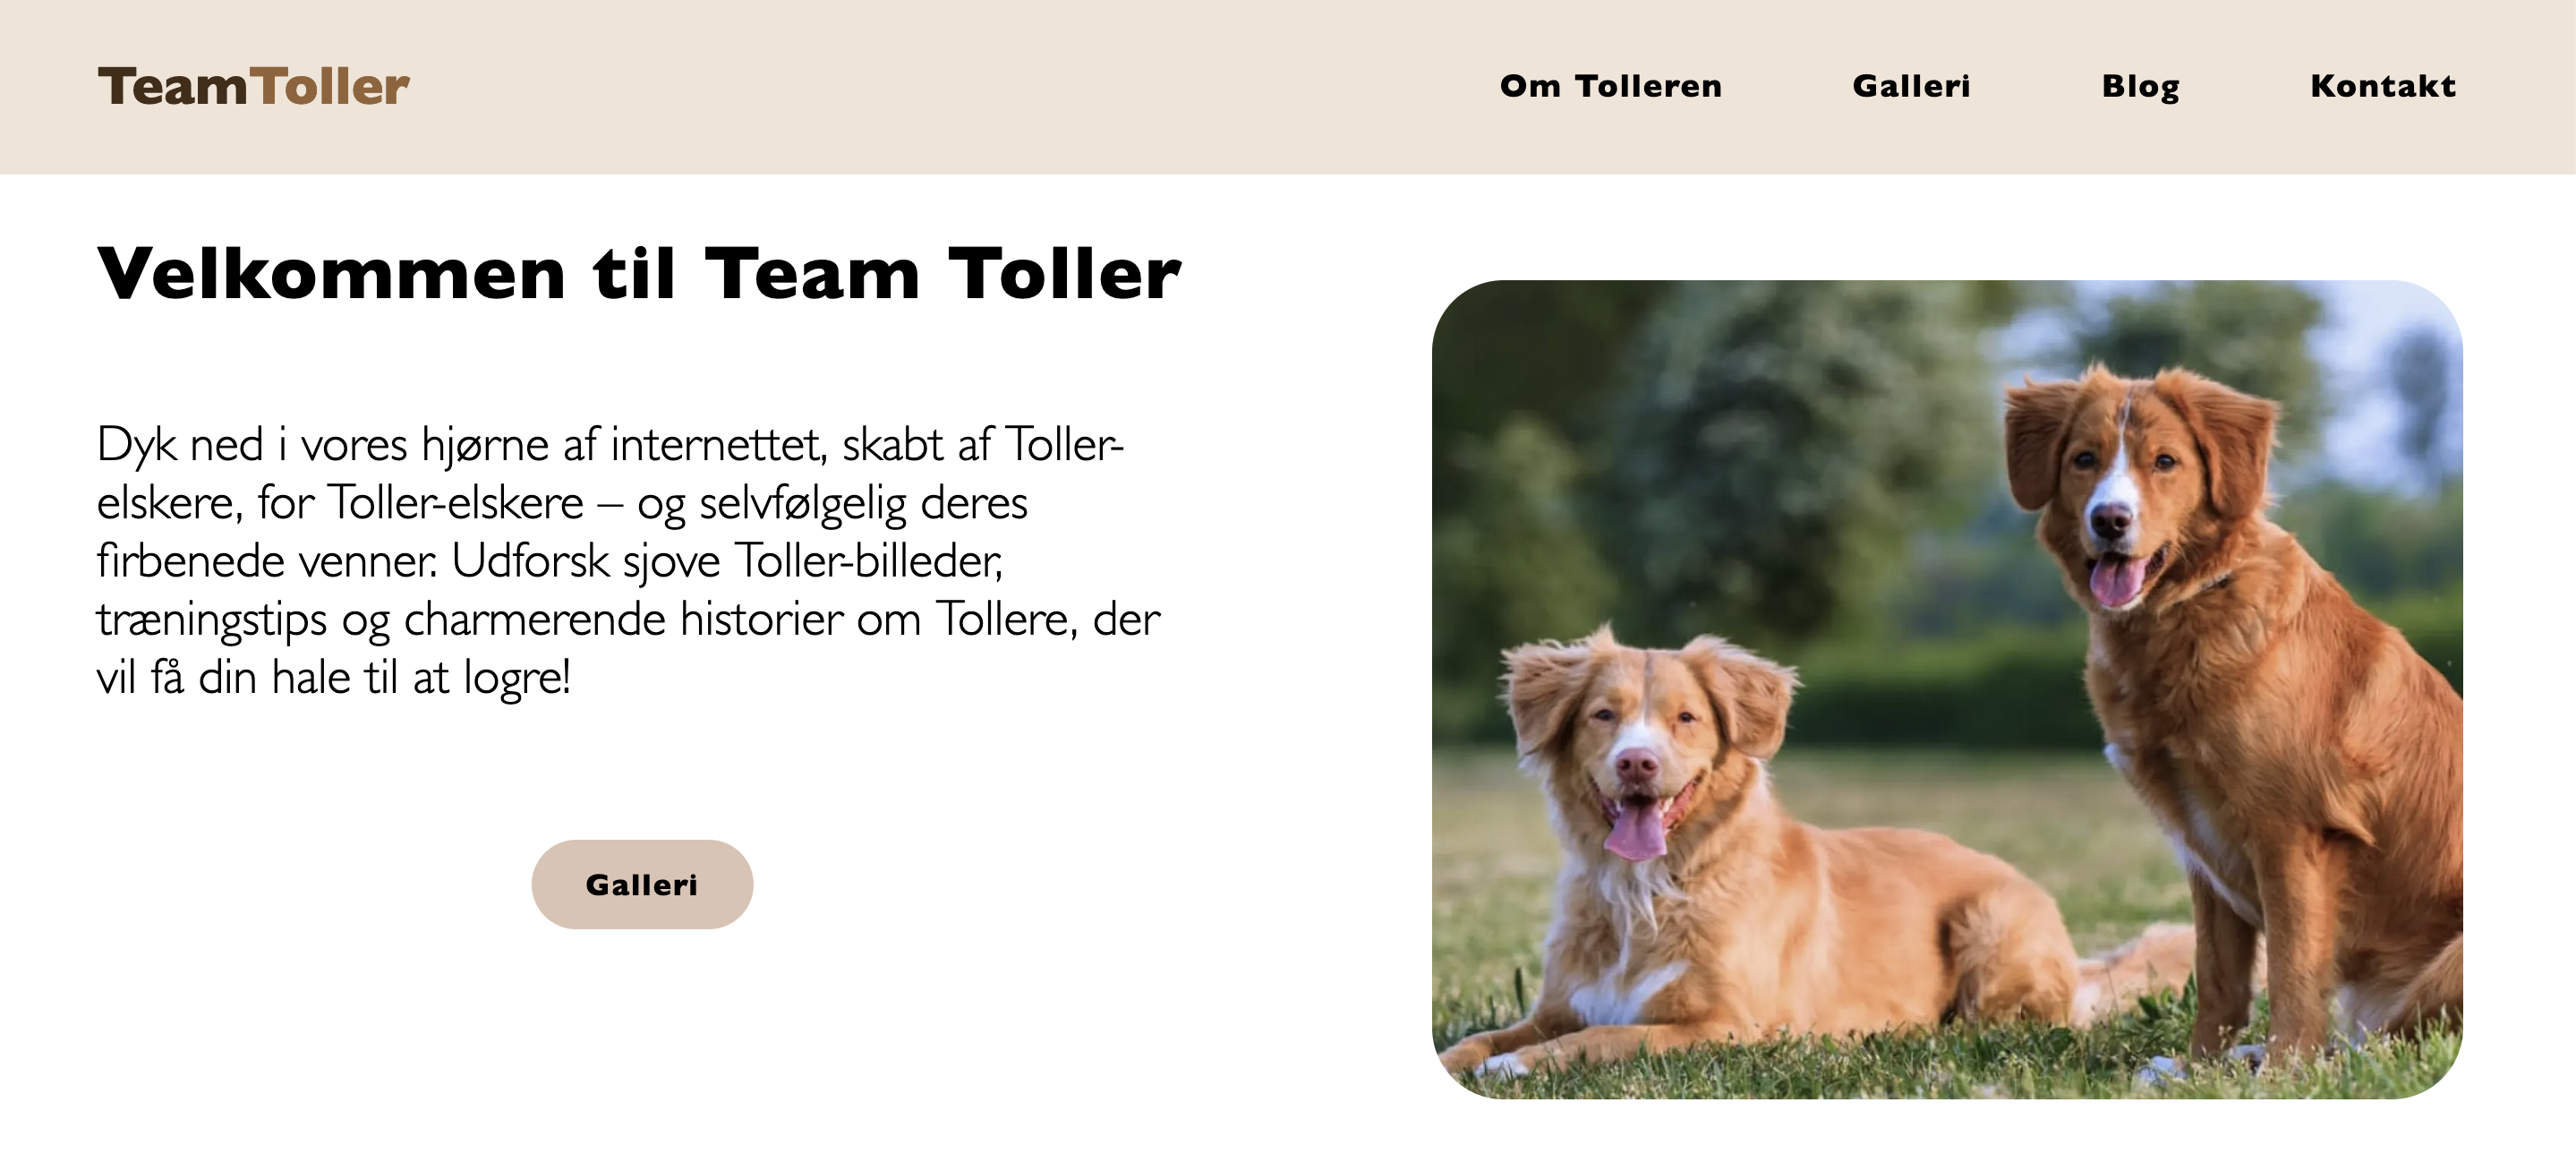 TeamToller
Om Tolleren Galleri Blog Kontakt
Velkommen til Team Toller
Dyk ned i vores hjørne af internettet, skabt af Toller-
elskere, for Toller-elskere – og selvfølgelig deres
firbenede venner. Udforsk sjove Toller-billeder,
træningstips og charmerende historier om Tollere, der
vil få din hale til at logre!
Galleri